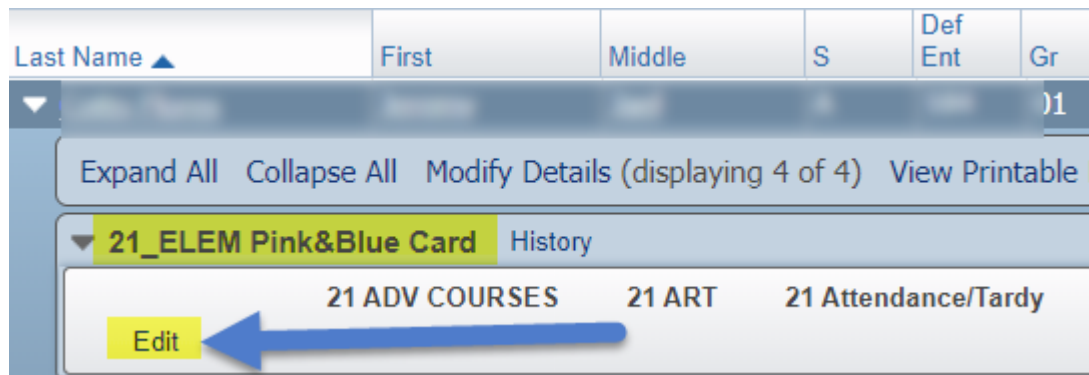 Def
Last Name First Middle S Ent Gr
01
Expand All Collapse All Modify Details (displaying 4 of 4) View Printable
21_ELEM Pink&Blue Card History
21 ADV COURSES 21 ART 21 Attendance/Tardy
Edit